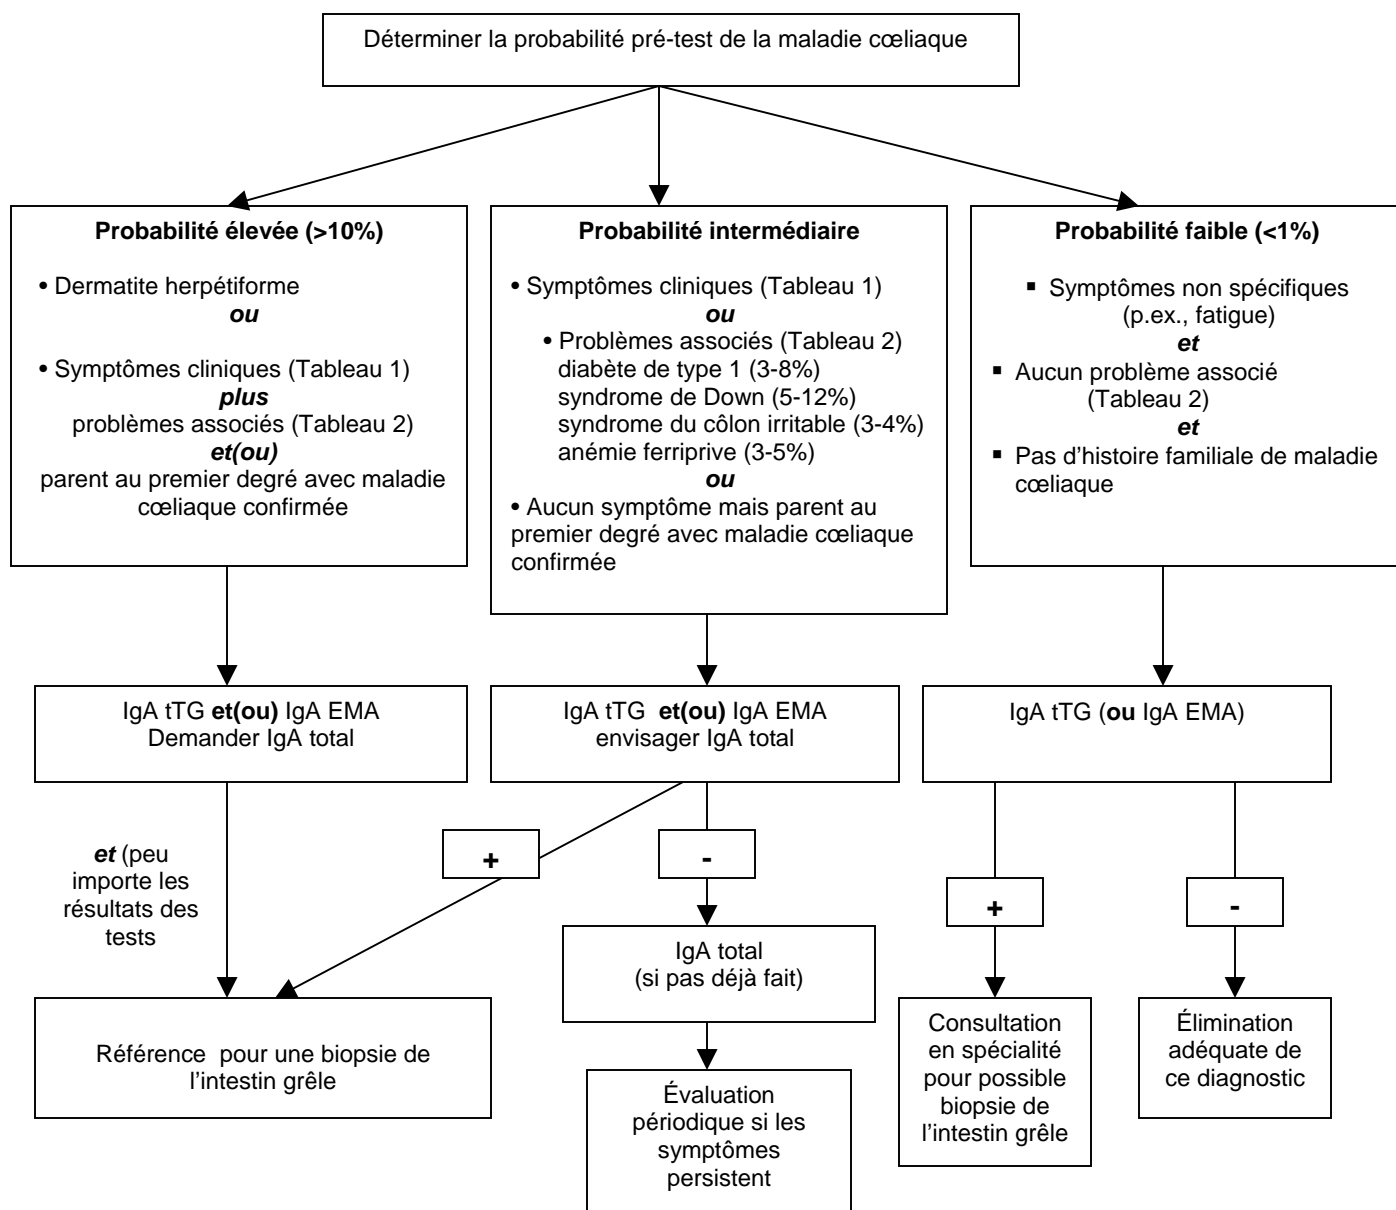 Déterminer la probabilité pré-test de la maladie cœliaque
Probabilité élevée (>10%)
• Dermatite herpétiforme
ou
• Symptômes cliniques (Tableau 1)
plus
problèmes associés (Tableau 2)
et(ou)
parent au premier degré avec maladie
cœliaque confirmée
Probabilité intermédiaire
• Symptômes cliniques (Tableau 1)
ou
• Problèmes associés (Tableau 2)
diabète de type 1 (3-8%)
syndrome de Down (5-12%)
syndrome du côlon irritable (3-4%)
anémie ferriprive (3-5%)
ou
• Aucun symptôme mais parent au
premier degré avec maladie cœliaque
confirmée
Probabilité faible (<1%)
▪ Symptômes non spécifiques
(p.ex., fatigue)
et
▪ Aucun problème associé
(Tableau 2)
et
▪ Pas d’histoire familiale de maladie
cœliaque
IgA tTG et(ou) IgA EMA
Demander IgA total
IgA tTG et(ou) IgA EMA
envisager IgA total
IgA tTG (ou IgA EMA)
et (peu
importe les
résultats des
tests
+
-
+
-
IgA total
(si pas déjà fait)
Référence pour une biopsie de
l’intestin grêle
Évaluation
périodique si les
symptômes
persistent
Consultation
en spécialité
pour possible
biopsie de
l’intestin grêle
Élimination
adéquate de
ce diagnostic